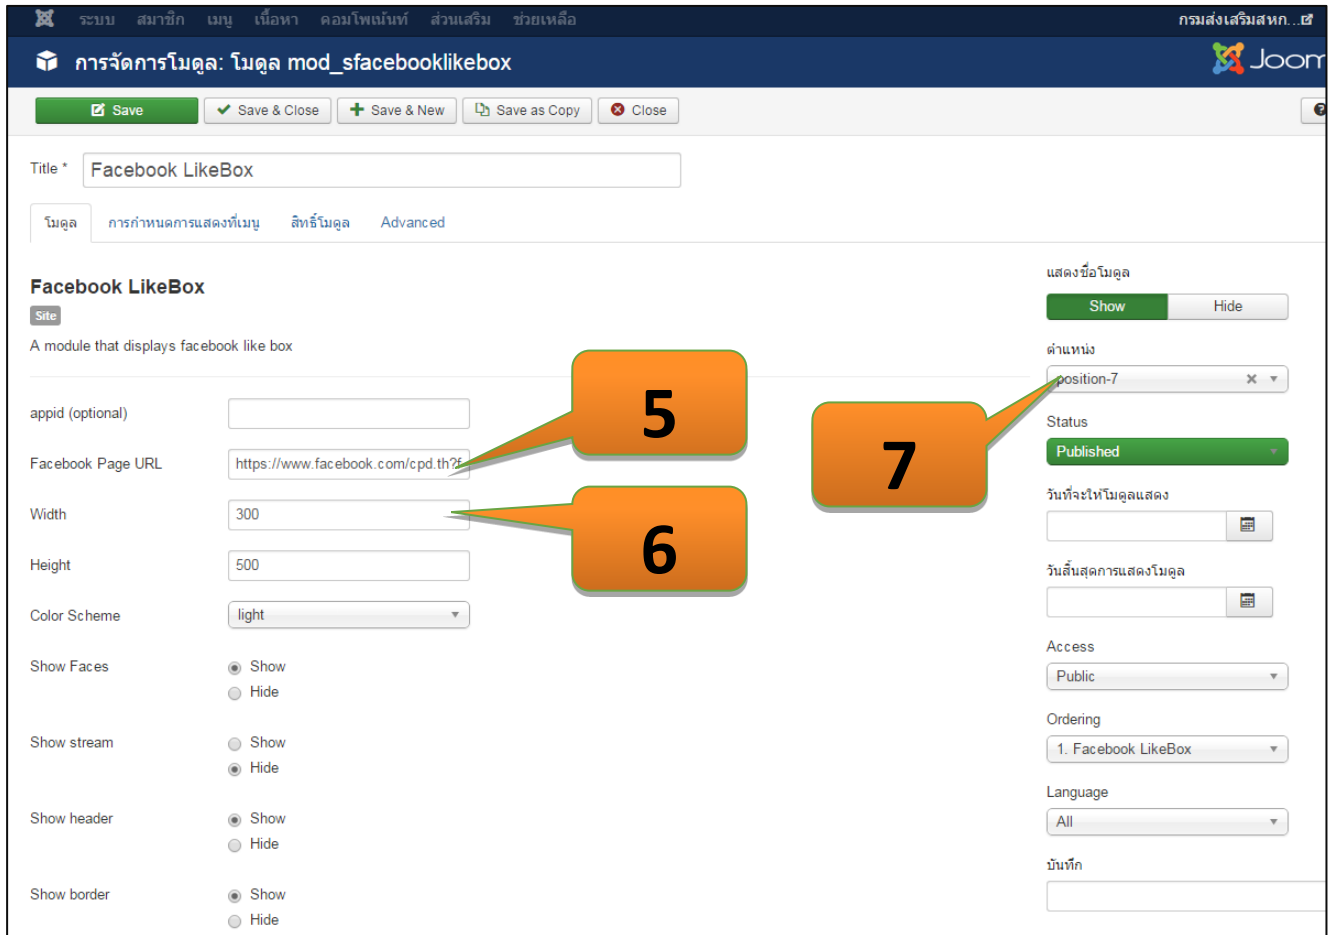 ระบบ สมาชิก เมนู เนื้อหา คอมโพเน้นท์ ส่วนเสริม ช่วยเหลือ กรมส่งเสริมสหก...
การจัดการโมดูล: โมดูล mod_sfacebooklikebox Joom
Save Save & Close Save & New Save as Copy Close
Title * Facebook LikeBox
โมดูล การกำหนดการแสดงที่เมนู สิทธิ์โมดูล Advanced
Facebook LikeBox
Site
A module that displays facebook like box
appid (optional)
Facebook Page URL https://www.facebook.com/cpd.th?f
5
Width 300
6
Height 500
Color Scheme light
Show Faces Show
Hide
Show stream Show
Hide
Show header Show
Hide
Show border Show
Hide
แสดงชื่อโมดูล
Show Hide
ตำแหน่ง
position-7
7
Status
Published
วันที่จะให้โมดูลแสดง
วันสิ้นสุดการแสดงโมดูล
Access
Public
Ordering
1. Facebook LikeBox
Language
All
บันทึก